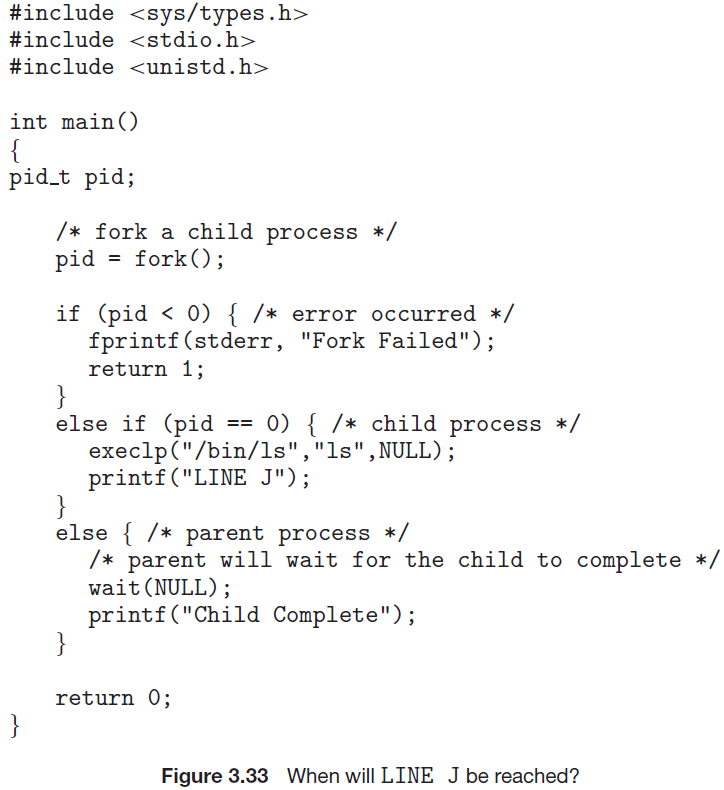 #include <sys/types.h>
#include <stdio.h>
#include <unistd.h>

int main()
{
pid_t pid;

    /* fork a child process */
    pid = fork();

    if (pid < 0) { /* error occurred */
       fprintf(stderr, "Fork Failed");
       return 1;
    }
    else if (pid == 0) { /* child process */
       execlp("/bin/ls","ls",NULL);
       printf("LINE J");
    }
    else { /* parent process */
       /* parent will wait for the child to complete */
       wait(NULL);
       printf("Child Complete");
    }

    return 0;
}
Figure 3.33 When will LINE J be reached?